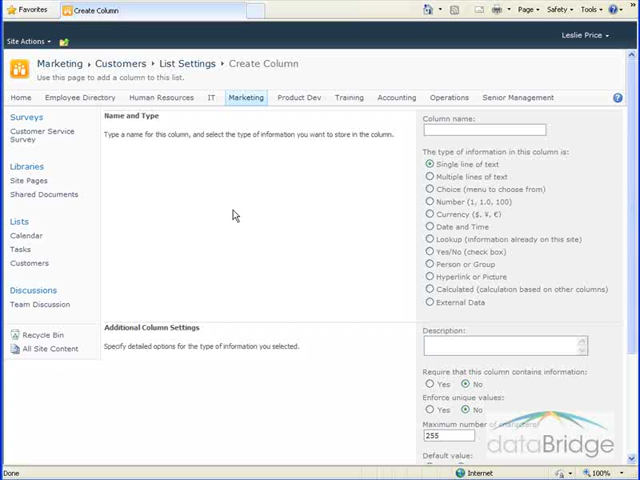 Favorites
Create Column
Page
Safety
Tools
Site Actions
Leslie Price
Marketing › Customers › List Settings › Create Column
Use this page to add a column to this list.
Home
Employee Directory
Human Resources
IT
Marketing
Product Dev
Training
Accounting
Operations
Senior Management
Surveys
Customer Service
Survey
Libraries
Site Pages
Shared Documents
Lists
Calendar
Tasks
Customers
Discussions
Team Discussion
Recycle Bin
All Site Content
Name and Type
Type a name for this column, and select the type of information you want to store in the column.
Column name:
The type of information in this column is:
Single line of text
Multiple lines of text
Choice (menu to choose from)
Number (1, 1.0, 100)
Currency ($, ¥, €)
Date and Time
Lookup (information already on this site)
Yes/No (check box)
Person or Group
Hyperlink or Picture
Calculated (calculation based on other columns)
External Data
Additional Column Settings
Specify detailed options for the type of information you selected.
Description:
Require that this column contains information:
Yes No
Enforce unique values:
Yes No
Maximum number of characters:
255
Default value:
dataBridge
Done
Internet
100%